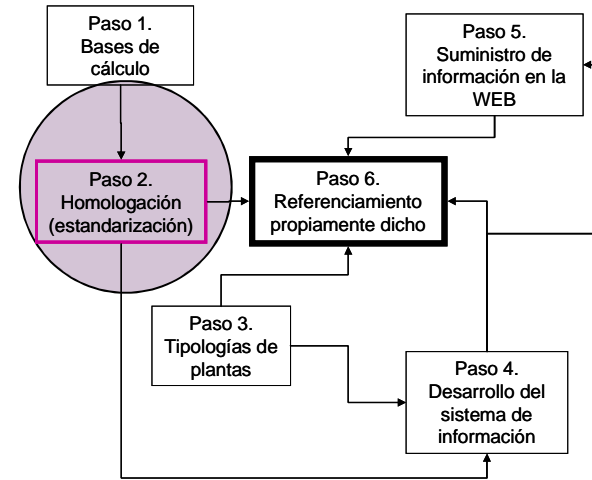 Paso 1.
Bases de
cálculo
Paso 5.
Suministro de
información en la
WEB
Paso 2.
Homologación
(estandarización)
Paso 6.
Referenciamiento
propiamente dicho
Paso 3.
Tipologías de
plantas
Paso 4.
Desarrollo del
sistema de
información